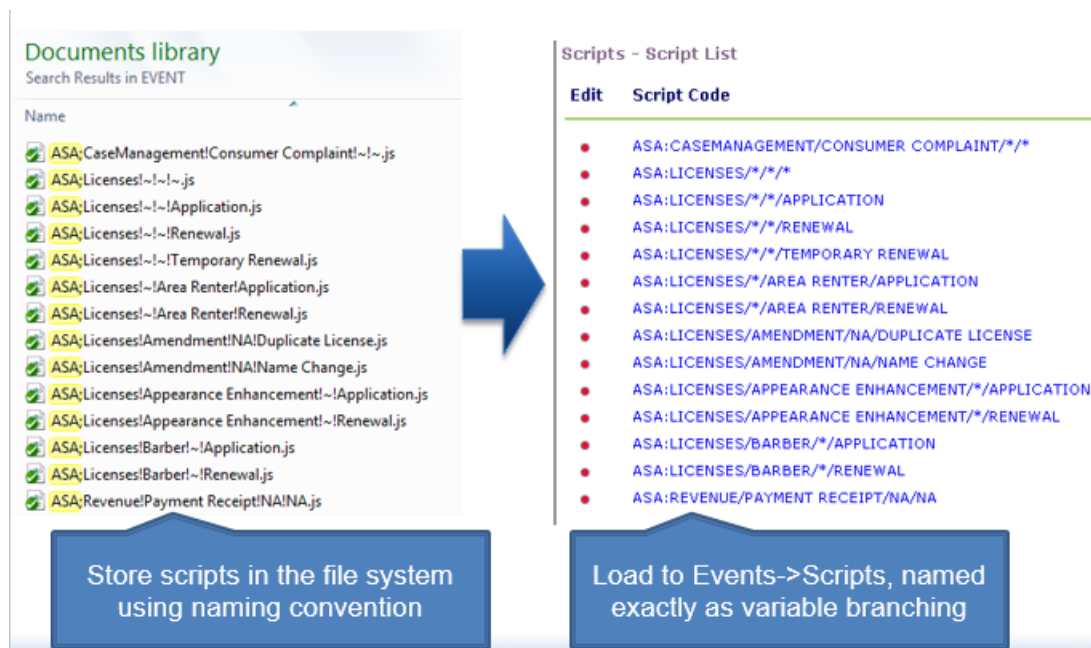 Documents library
Search Results in EVENT
Name
ASA;CaseManagement!Consumer Complaint!~!~.js
ASA;Licenses!~!~!~.js
ASA;Licenses!~!~!Application.js
ASA;Licenses!~!~!Renewal.js
ASA;Licenses!~!~!Temporary Renewal.js
ASA;Licenses!~!Area Renter!Application.js
ASA;Licenses!~!Area Renter!Renewal.js
ASA;Licenses!Amendment!NA!Duplicate License.js
ASA;Licenses!Amendment!NA!Name Change.js
ASA;Licenses!Appearance Enhancement!~!Application.js
ASA;Licenses!Appearance Enhancement!~!Renewal.js
ASA;Licenses!Barber!~!Application.js
ASA;Licenses!Barber!~!Renewal.js
ASA;Revenue!Payment Receipt!NA!NA.js
Store scripts in the file system
using naming convention
Scripts - Script List
Edit Script Code
ASA:CASEMANAGEMENT/CONSUMER COMPLAINT/*/*
ASA:LICENSES/*/*/*
ASA:LICENSES/*/*/APPLICATION
ASA:LICENSES/*/*/RENEWAL
ASA:LICENSES/*/*/TEMPORARY RENEWAL
ASA:LICENSES/*/AREA RENTER/APPLICATION
ASA:LICENSES/*/AREA RENTER/RENEWAL
ASA:LICENSES/AMENDMENT/NA/DUPLICATE LICENSE
ASA:LICENSES/AMENDMENT/NA/NAME CHANGE
ASA:LICENSES/APPEARANCE ENHANCEMENT/*/APPLICATION
ASA:LICENSES/APPEARANCE ENHANCEMENT/*/RENEWAL
ASA:LICENSES/BARBER/*/APPLICATION
ASA:LICENSES/BARBER/*/RENEWAL
ASA:REVENUE/PAYMENT RECEIPT/NA/NA
Load to Events->Scripts, named
exactly as variable branching